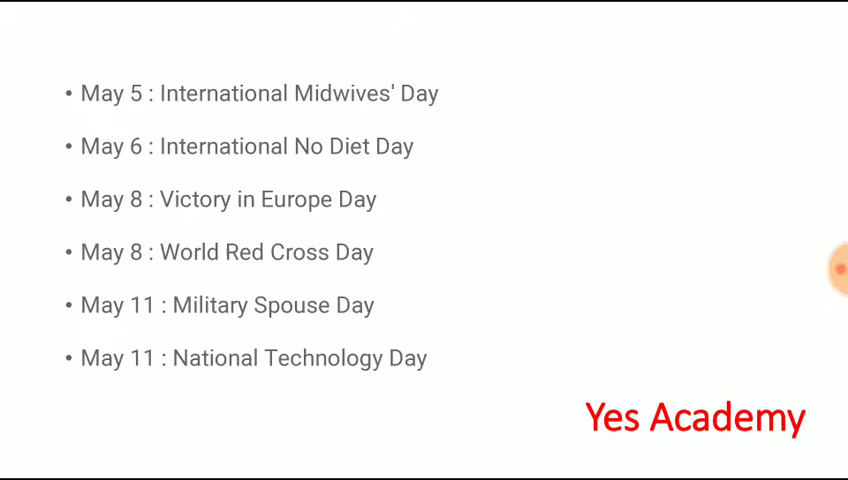 • May 5 : International Midwives' Day
• May 6 : International No Diet Day
• May 8 : Victory in Europe Day
• May 8 : World Red Cross Day
• May 11 : Military Spouse Day
• May 11 : National Technology Day
Yes Academy